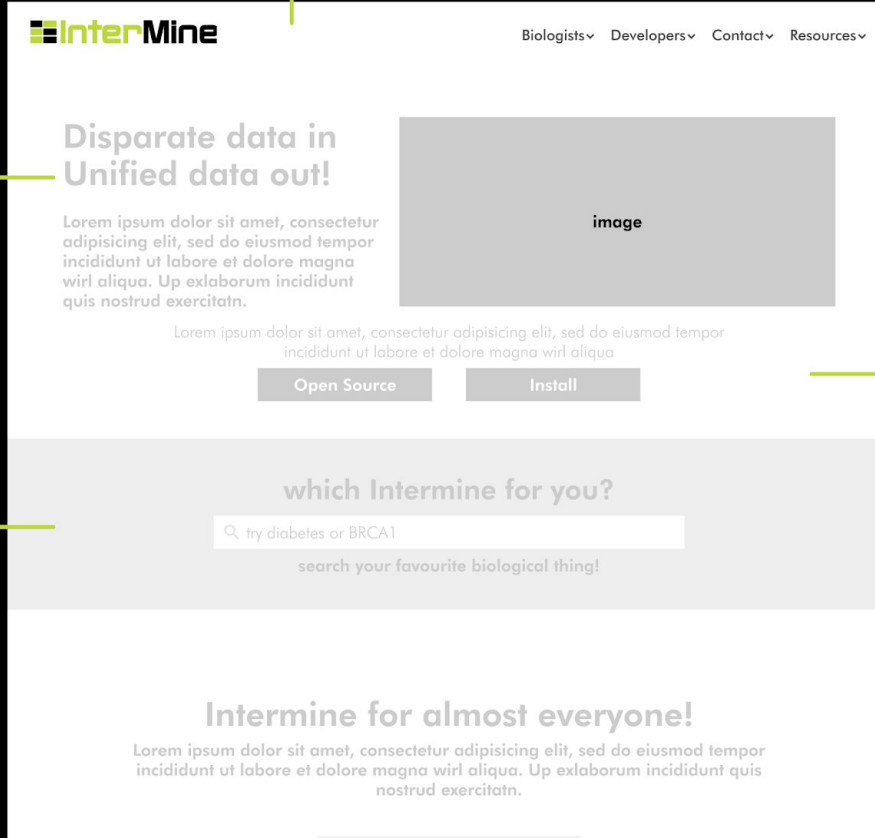 InterMine
Biologists Developers Contact Resources
Disparate data in
Unified data out!
Lorem ipsum dolor sit amet, consectetur
adipisicing elit, sed do eiusmod tempor
incididunt ut labore et dolore magna
wirl aliqua. Up exlaborum incididunt
quis nostrud exercitatn.
image
Lorem ipsum dolor sit amet, consectetur adipisicing elit, sed do eiusmod tempor
incididunt ut labore et dolore magna wirl aliqua
Open Source Install
which Intermine for you?
try diabetes or BRCA1
search your favourite biological thing!
Intermine for almost everyone!
Lorem ipsum dolor sit amet, consectetur adipisicing elit, sed do eiusmod tempor
incididunt ut labore et dolore magna wirl aliqua. Up exlaborum incididunt quis
nostrud exercitatn.